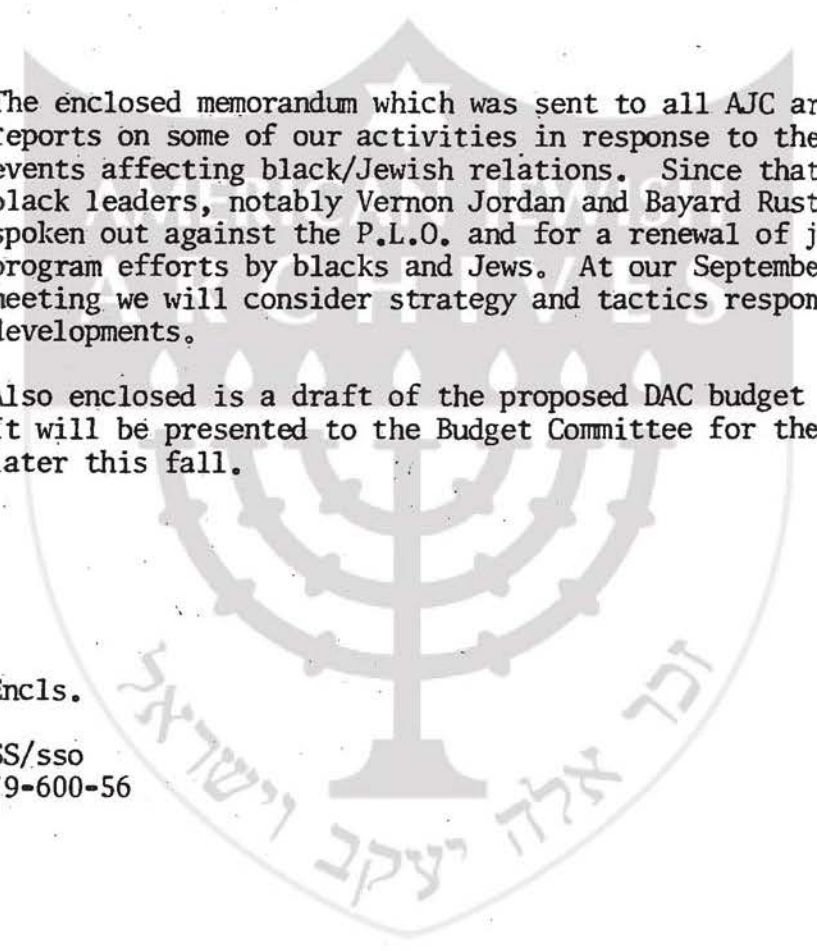 The enclosed memorandum which was sent to all AJC ar
reports on some of our activities in response to the
events affecting black/Jewish relations. Since that
black leaders, notably Vernon Jordan and Bayard Rust
spoken out against the P.L.O. and for a renewal of j
program efforts by blacks and Jews. At our Septembe
meeting we will consider strategy and tactics respon
developments.
Also enclosed is a draft of the proposed DAC budget
It will be presented to the Budget Committee for the
later this fall.
Encls.
SS/sso
79-600-56
AMERICAN JEWISH
ARCHIVES
זכר אלה יעקב וישראל